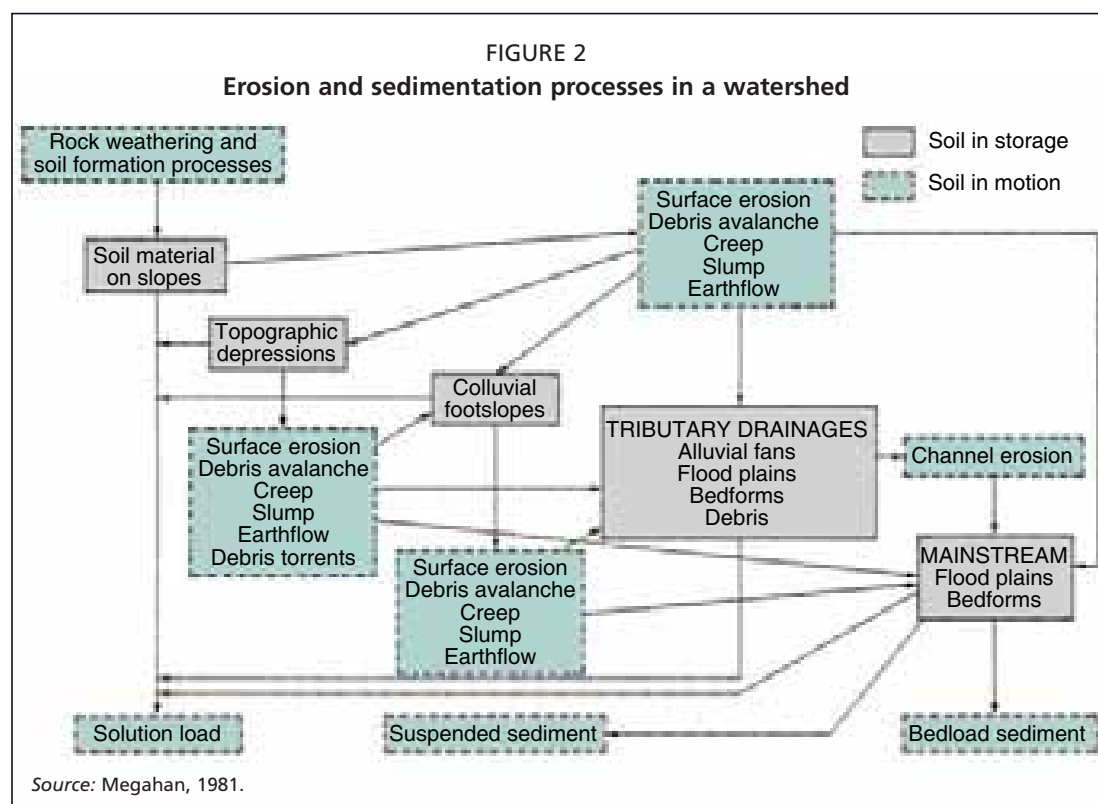 FIGURE 2
Erosion and sedimentation processes in a watershed
Rock weathering and
soil formation processes
Soil in storage
Soil in motion
Surface erosion
Debris avalanche
Creep
Slump
Earthflow
Soil material
on slopes
Topographic
depressions
Colluvial
footslopes
TRIBUTARY DRAINAGES
Alluvial fans
Flood plains
Bedforms
Debris
Channel erosion
Surface erosion
Debris avalanche
Creep
Slump
Earthflow
Debris torrents
MAINSTREAM
Flood plains
Bedforms
Surface erosion
Debris avalanche
Creep
Slump
Earthflow
Solution load
Suspended sediment
Bedload sediment
Source: Megahan, 1981.